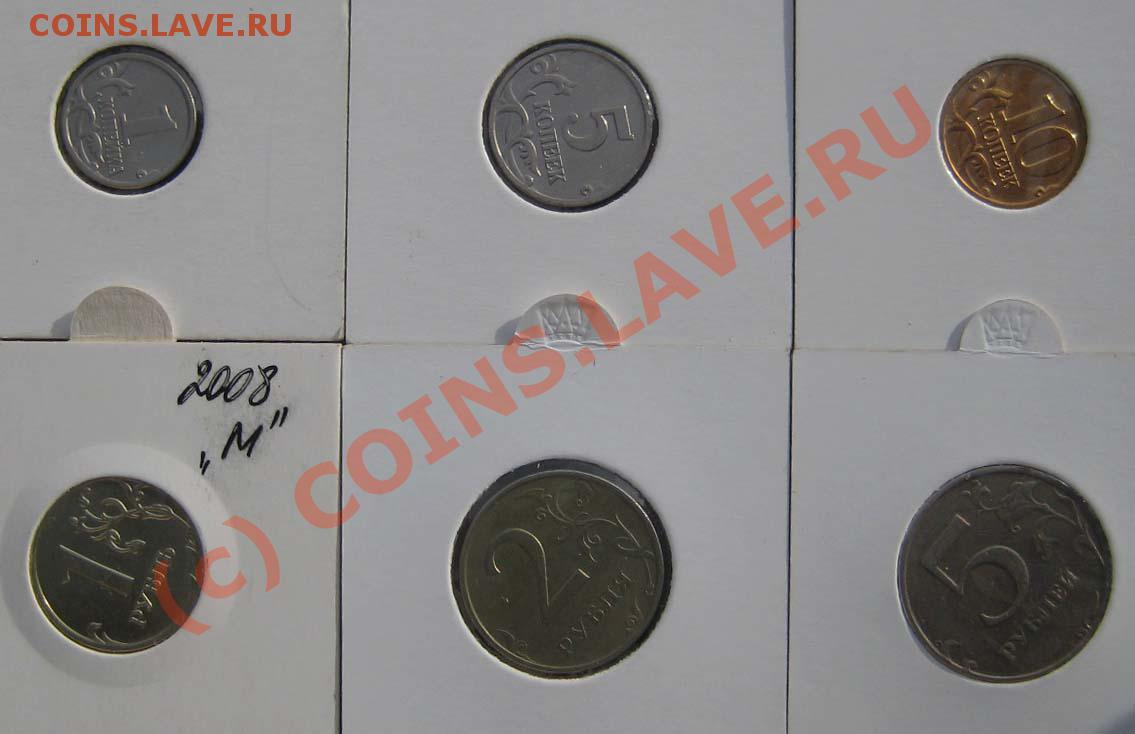 COINS.LAVE.RU
1
КОПЕЙКА
5
КОПЕЕК
10
КОПЕЕК
2008
„М"
1
РУБЛЬ
2
РУБЛЯ
5
РУБЛЕЙ
(c) COINS.LAVE.RU